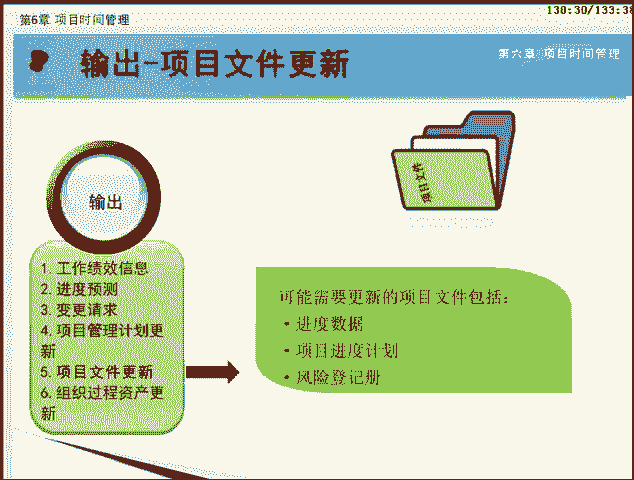 第6章 项目时间管理
130:30/133:38
输出-项目文件更新
第六章 项目时间管理
项目文件
输出
1.工作绩效信息
2.进度预测
3.变更请求
4.项目管理计划更
新
5.项目文件更新
6.组织过程资产更
新
可能需要更新的项目文件包括：
·进度数据
·项目进度计划
·风险登记册